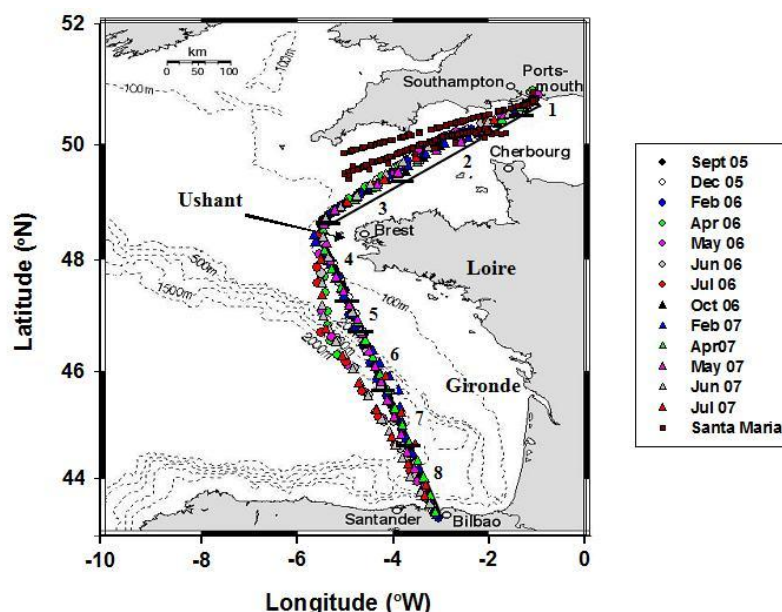 52
50
48
46
44
Latitude (°N)
-10
-8
-6
-4
-2
0
Longitude (°W)
km
0
50
100
100m
100m
Southampton
Ports-
mouth
1
Cherbourg
2
3
Ushant
Brest
4
Loire
500m
1500m
2000m
100m
5
6
Gironde
7
8
Santander
Bilbao
Sept 05
Dec 05
Feb 06
Apr 06
May 06
Jun 06
Jul 06
Oct 06
Feb 07
Apr07
May 07
Jun 07
Jul 07
Santa Maria